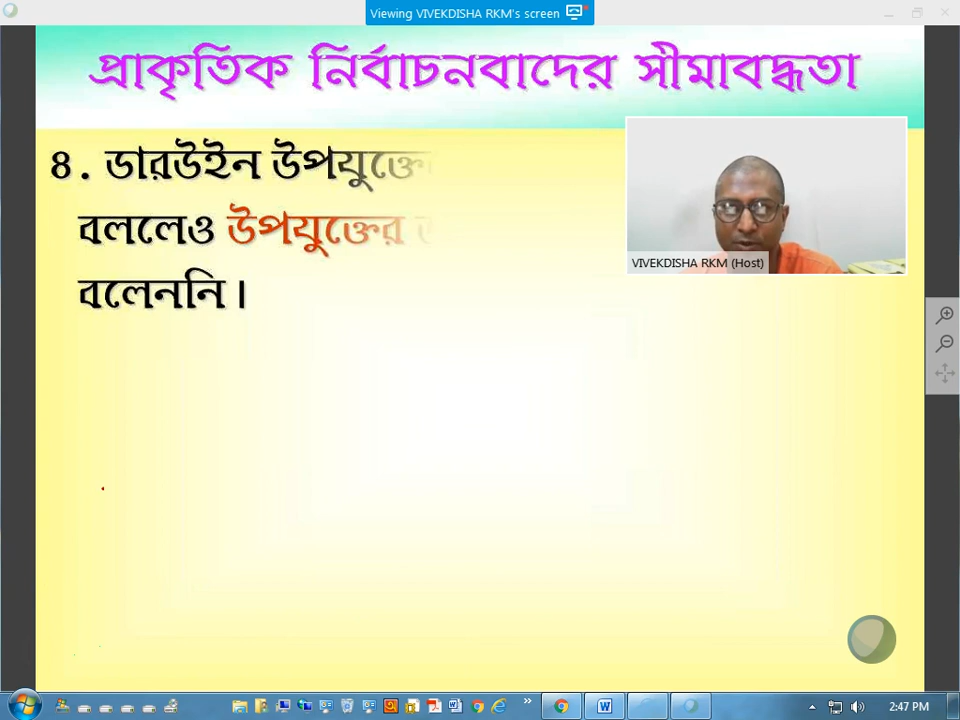 Viewing VIVEKDISHA RKM's screen
প্রাকৃতিক নির্বাচনবাদের সীমাবদ্ধতা
৪. ডারউইন
বললেও উপযুক্তের
বলেননি।
VIVEKDISHA RKM (Host)
2:47 PM